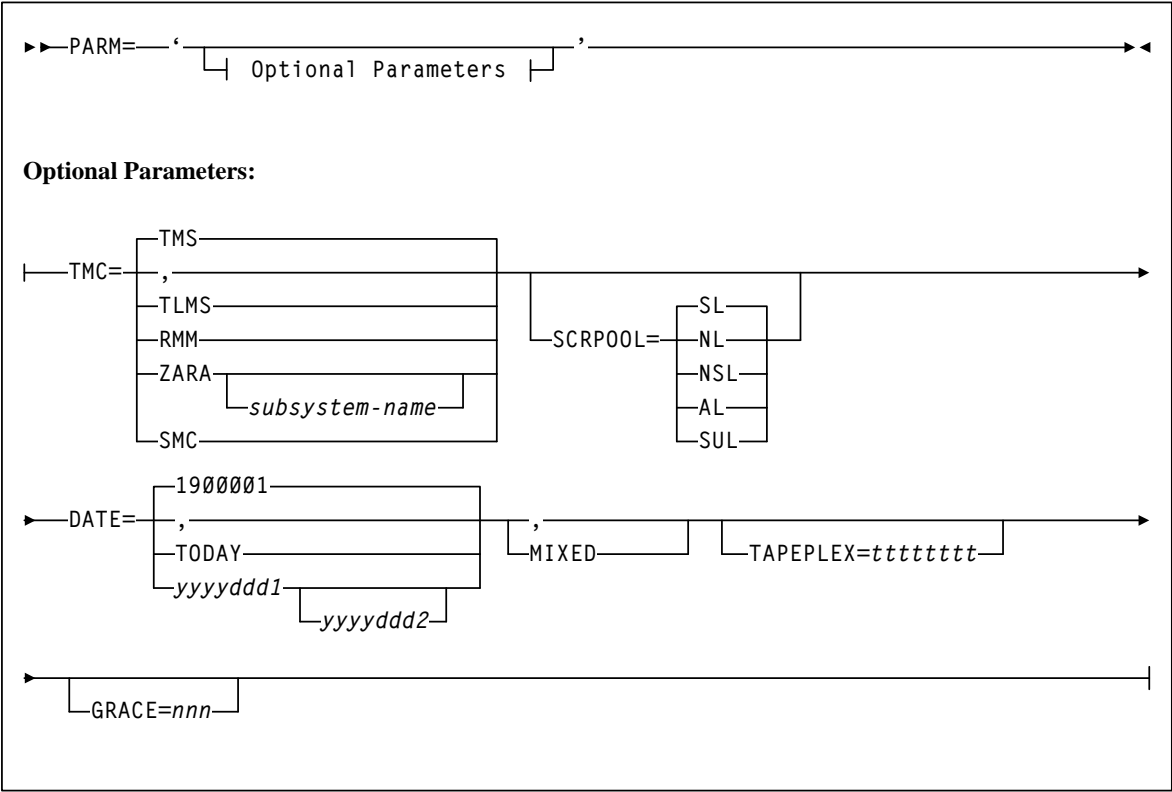 PARM= ‘ ’
Optional Parameters
Optional Parameters:
TMS
TMC= ,
TLMS SL
RMM SCRPOOL= NL
ZARA NSL
subsystem-name AL
SMC SUL
19ØØØØ1
DATE= , ,
TODAY MIXED TAPEPLEX=tttttttt
yyyyddd1
yyyyddd2
GRACE=nnn